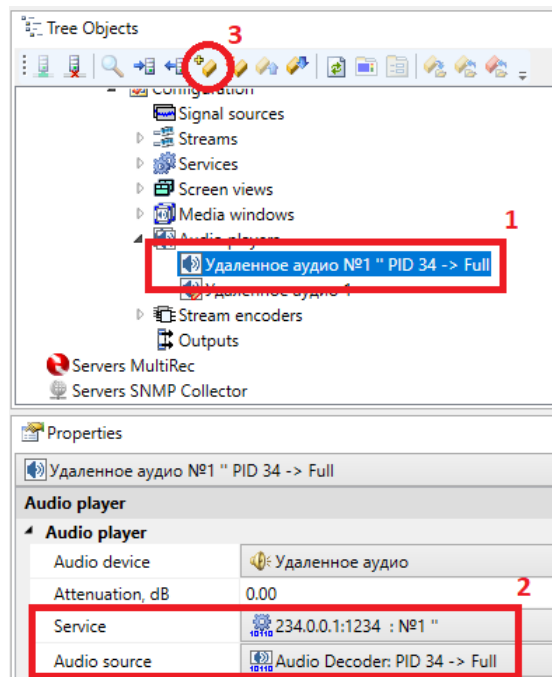 Tree Objects
3
Configuration
Signal sources
Streams
Services
Screen views
Media windows
1
Audio players
Удаленное аудио №1 '' PID 34 -> Full
Удаленное аудио 1
Stream encoders
Outputs
Servers MultiRec
Servers SNMP Collector
Properties
Удаленное аудио №1 '' PID 34 -> Full
Audio player
Audio player
Audio device Удаленное аудио
Attenuation, dB 0.00
2
Service 234.0.0.1:1234 : №1 ''
Audio source Audio Decoder: PID 34 -> Full